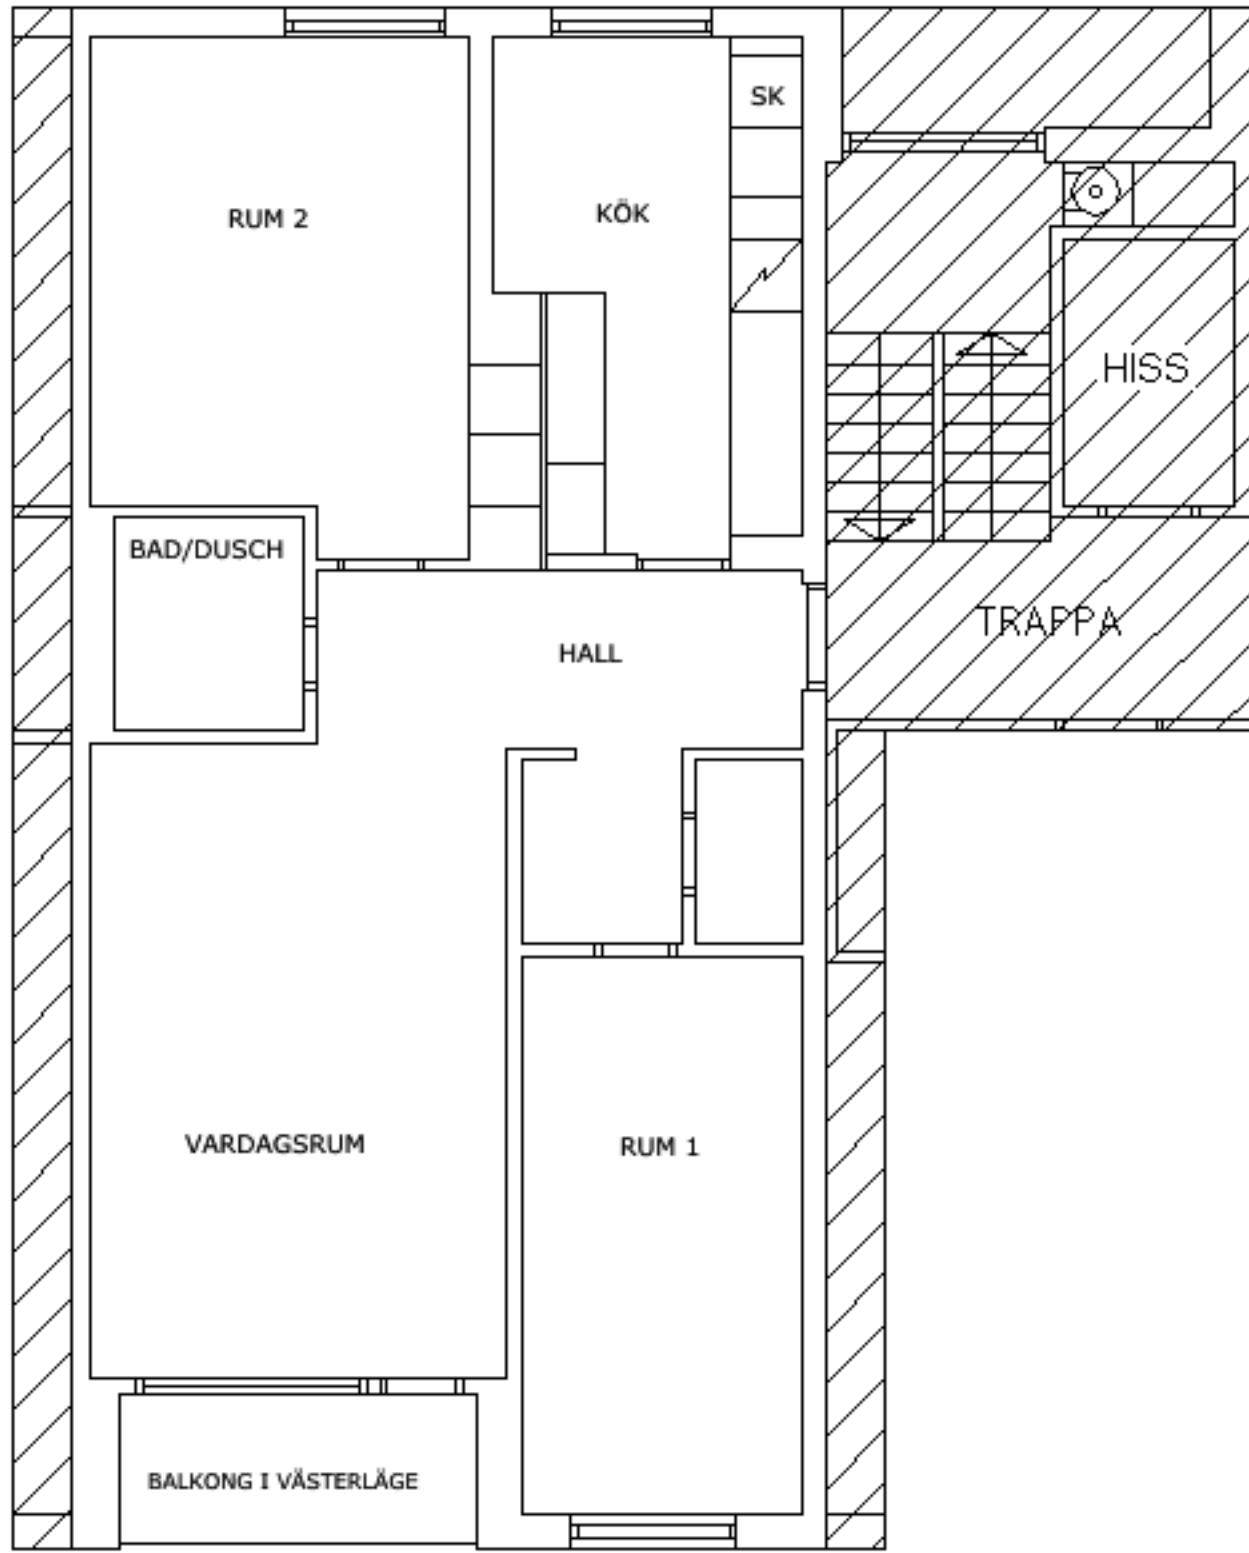 SK
RUM 2
KÖK
HISS
BAD/DUSCH
TRAPPA
HALL
VARDAGSRUM
RUM 1
BALKONG I VÄSTERLÄGE